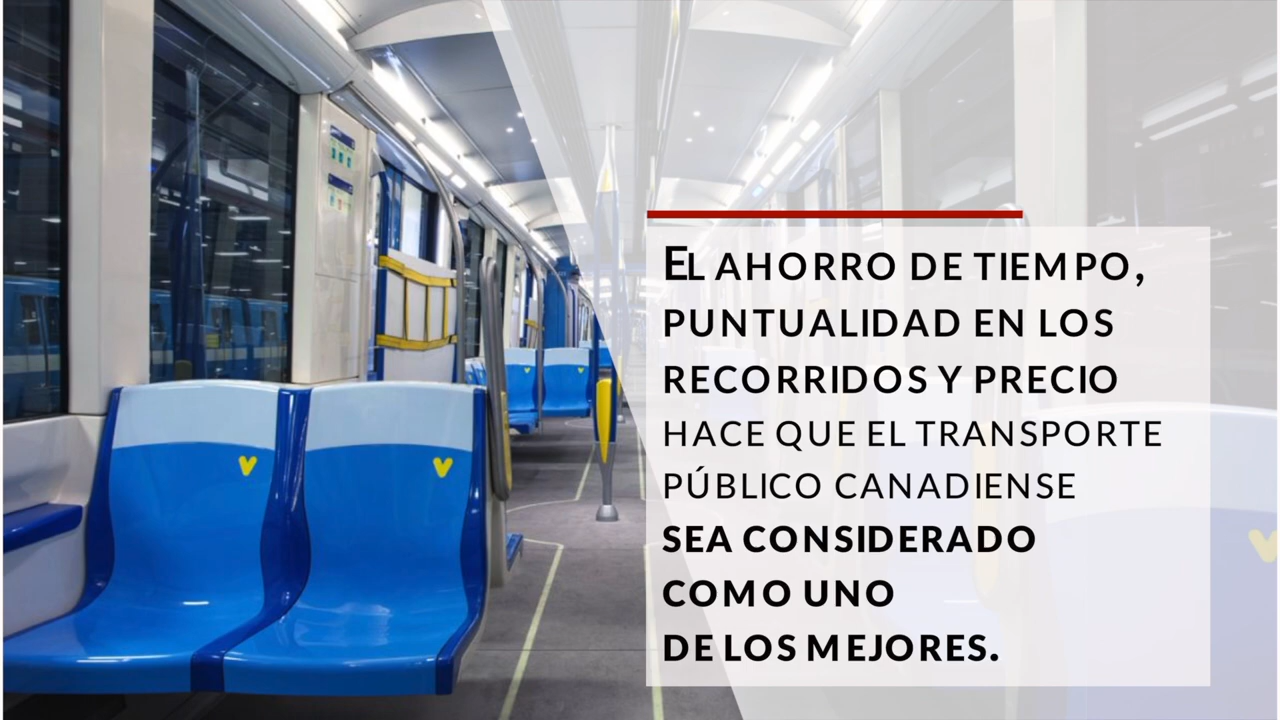 EL AHORRO DE TIEMPO,
PUNTUALIDAD EN LOS
RECORRIDOS Y PRECIO
HACE QUE EL TRANSPORTE
PÚBLICO CANADIENSE
SEA CONSIDERADO
COMO UNO
DE LOS MEJORES.